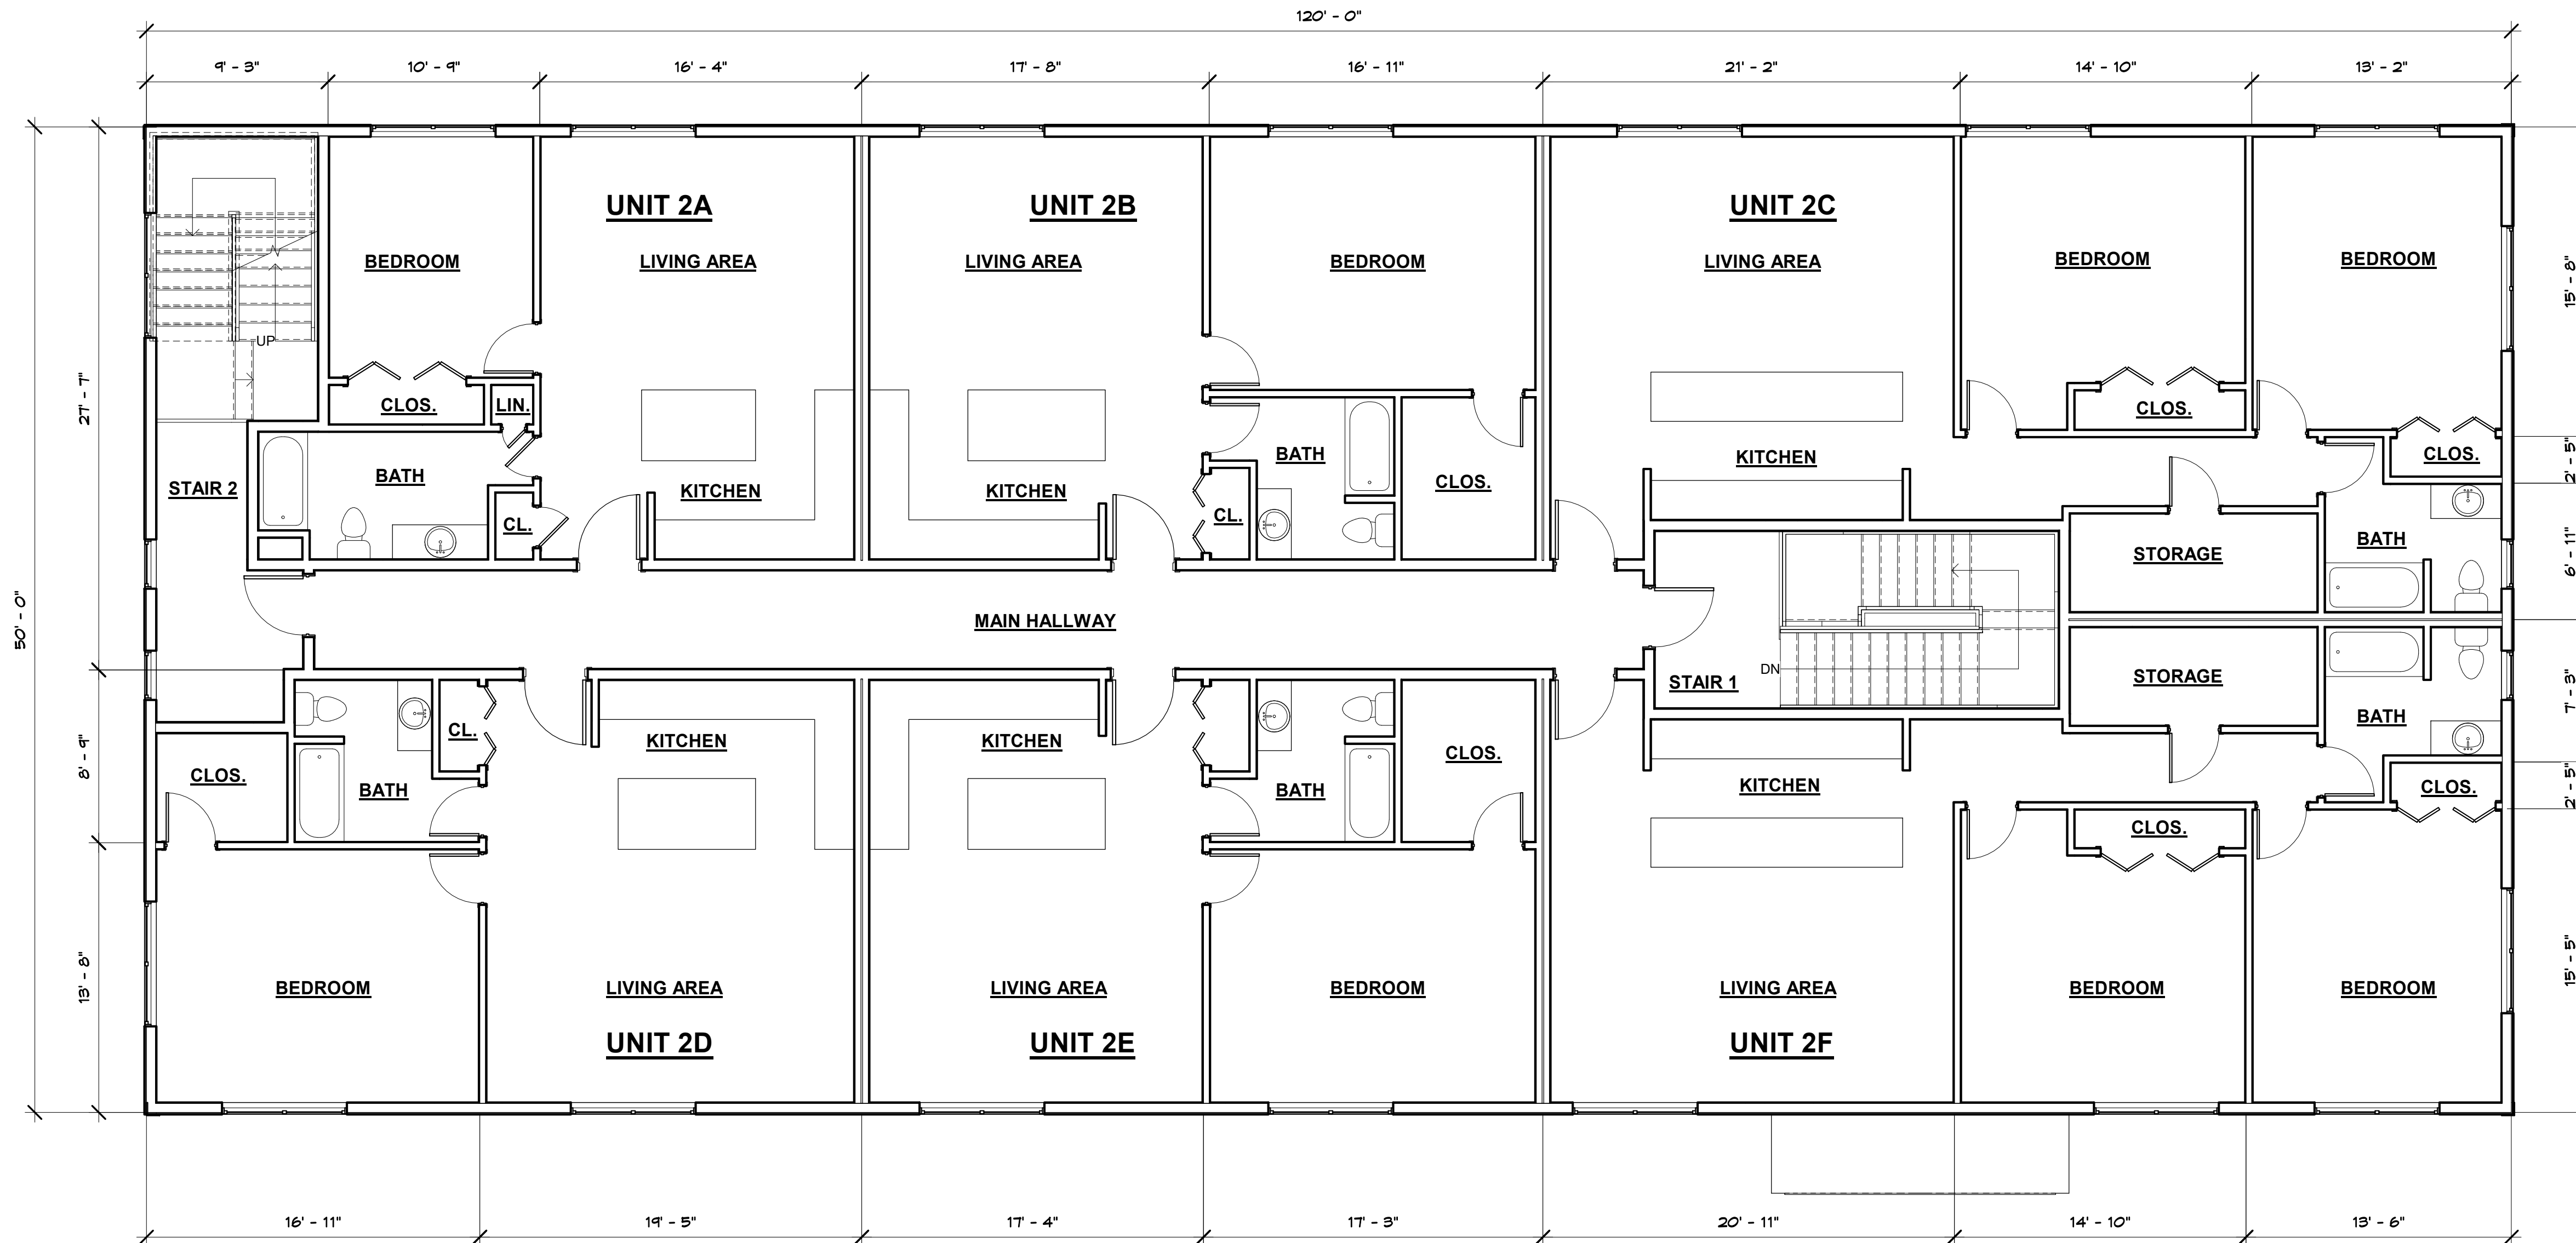 120' - 0"
9' - 3"
10' - 9"
16' - 4"
17' - 8"
16' - 11"
21' - 2"
14' - 10"
13' - 2"
UNIT 2A
UNIT 2B
UNIT 2C
BEDROOM
LIVING AREA
LIVING AREA
BEDROOM
LIVING AREA
BEDROOM
BEDROOM
15' - 8"
UP
27' - 7"
CLOS.
LIN.
CLOS.
KITCHEN
BATH
CLOS.
2' - 5"
BATH
CLOS.
STAIR 2
KITCHEN
KITCHEN
CL.
CL.
BATH
STORAGE
6' - 11"
50' - 0"
MAIN HALLWAY
DN
STAIR 1
STORAGE
7' - 3"
BATH
CL.
KITCHEN
KITCHEN
CLOS.
8' - 9"
CLOS.
BATH
BATH
KITCHEN
CLOS.
2' - 5"
CLOS.
13' - 8"
BEDROOM
LIVING AREA
LIVING AREA
BEDROOM
LIVING AREA
BEDROOM
BEDROOM
15' - 5"
UNIT 2D
UNIT 2E
UNIT 2F
16' - 11"
19' - 5"
17' - 4"
17' - 3"
20' - 11"
14' - 10"
13' - 6"